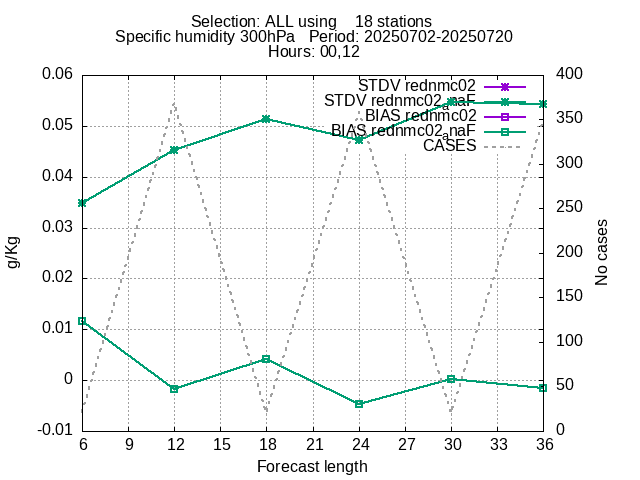 Selection: ALL using    18 stations
Specific humidity 300hPa   Period: 20250702-20250720
Hours: 00,12
0.06
0.05
0.04
0.03
0.02
0.01
0
-0.01
g/Kg
STDV rednmc02
STDV rednmc02anaF
BIAS rednmc02
BIAS rednmc02anaF
CASES
400
350
300
250
200
150
100
50
0
No cases
6 9 12 15 18 21 24 27 30 33 36
Forecast length